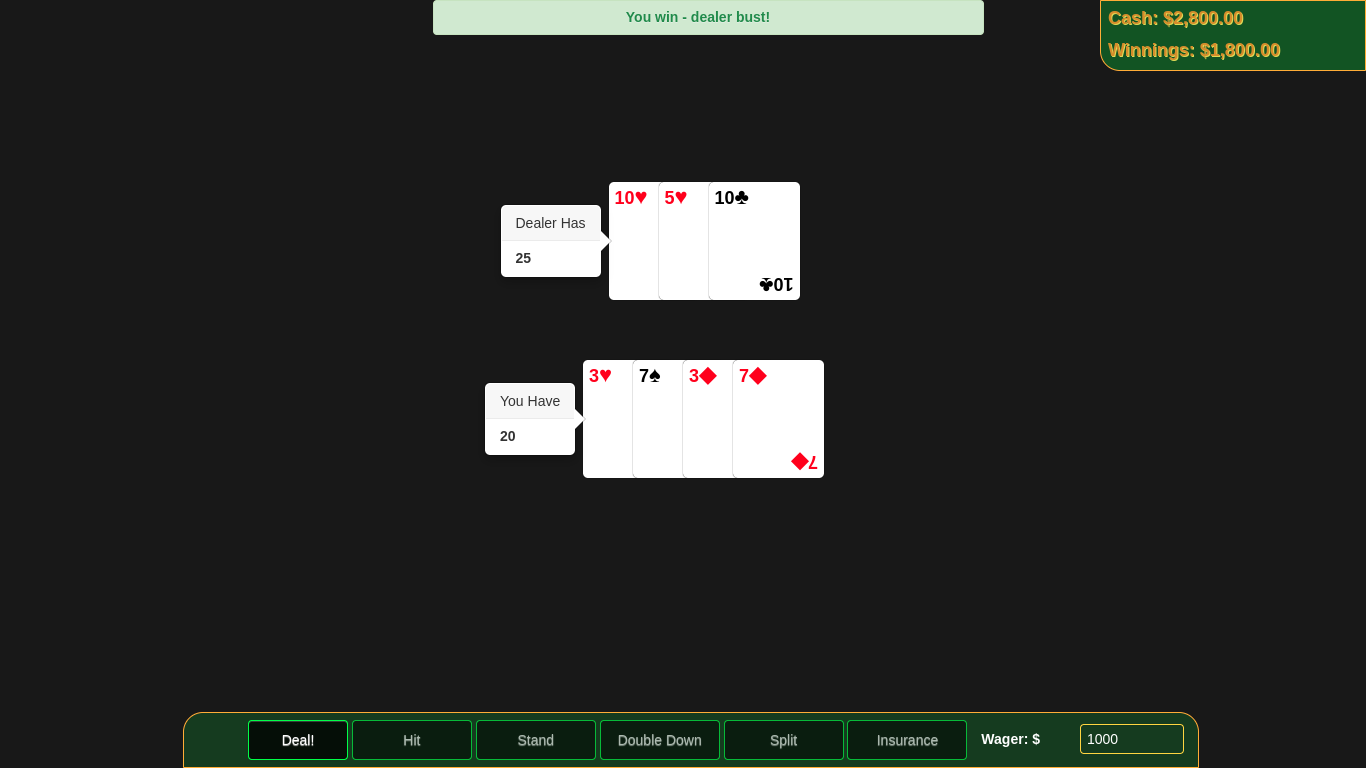 You win - dealer bust!
Cash: $2,800.00
Winnings: $1,800.00
Dealer Has
25
10♥ 5♥ 10♣
10♣
You Have
20
3♥ 7♠ 3♦ 7♦
7♦
Deal! Hit Stand Double Down Split Insurance Wager: $ 1000